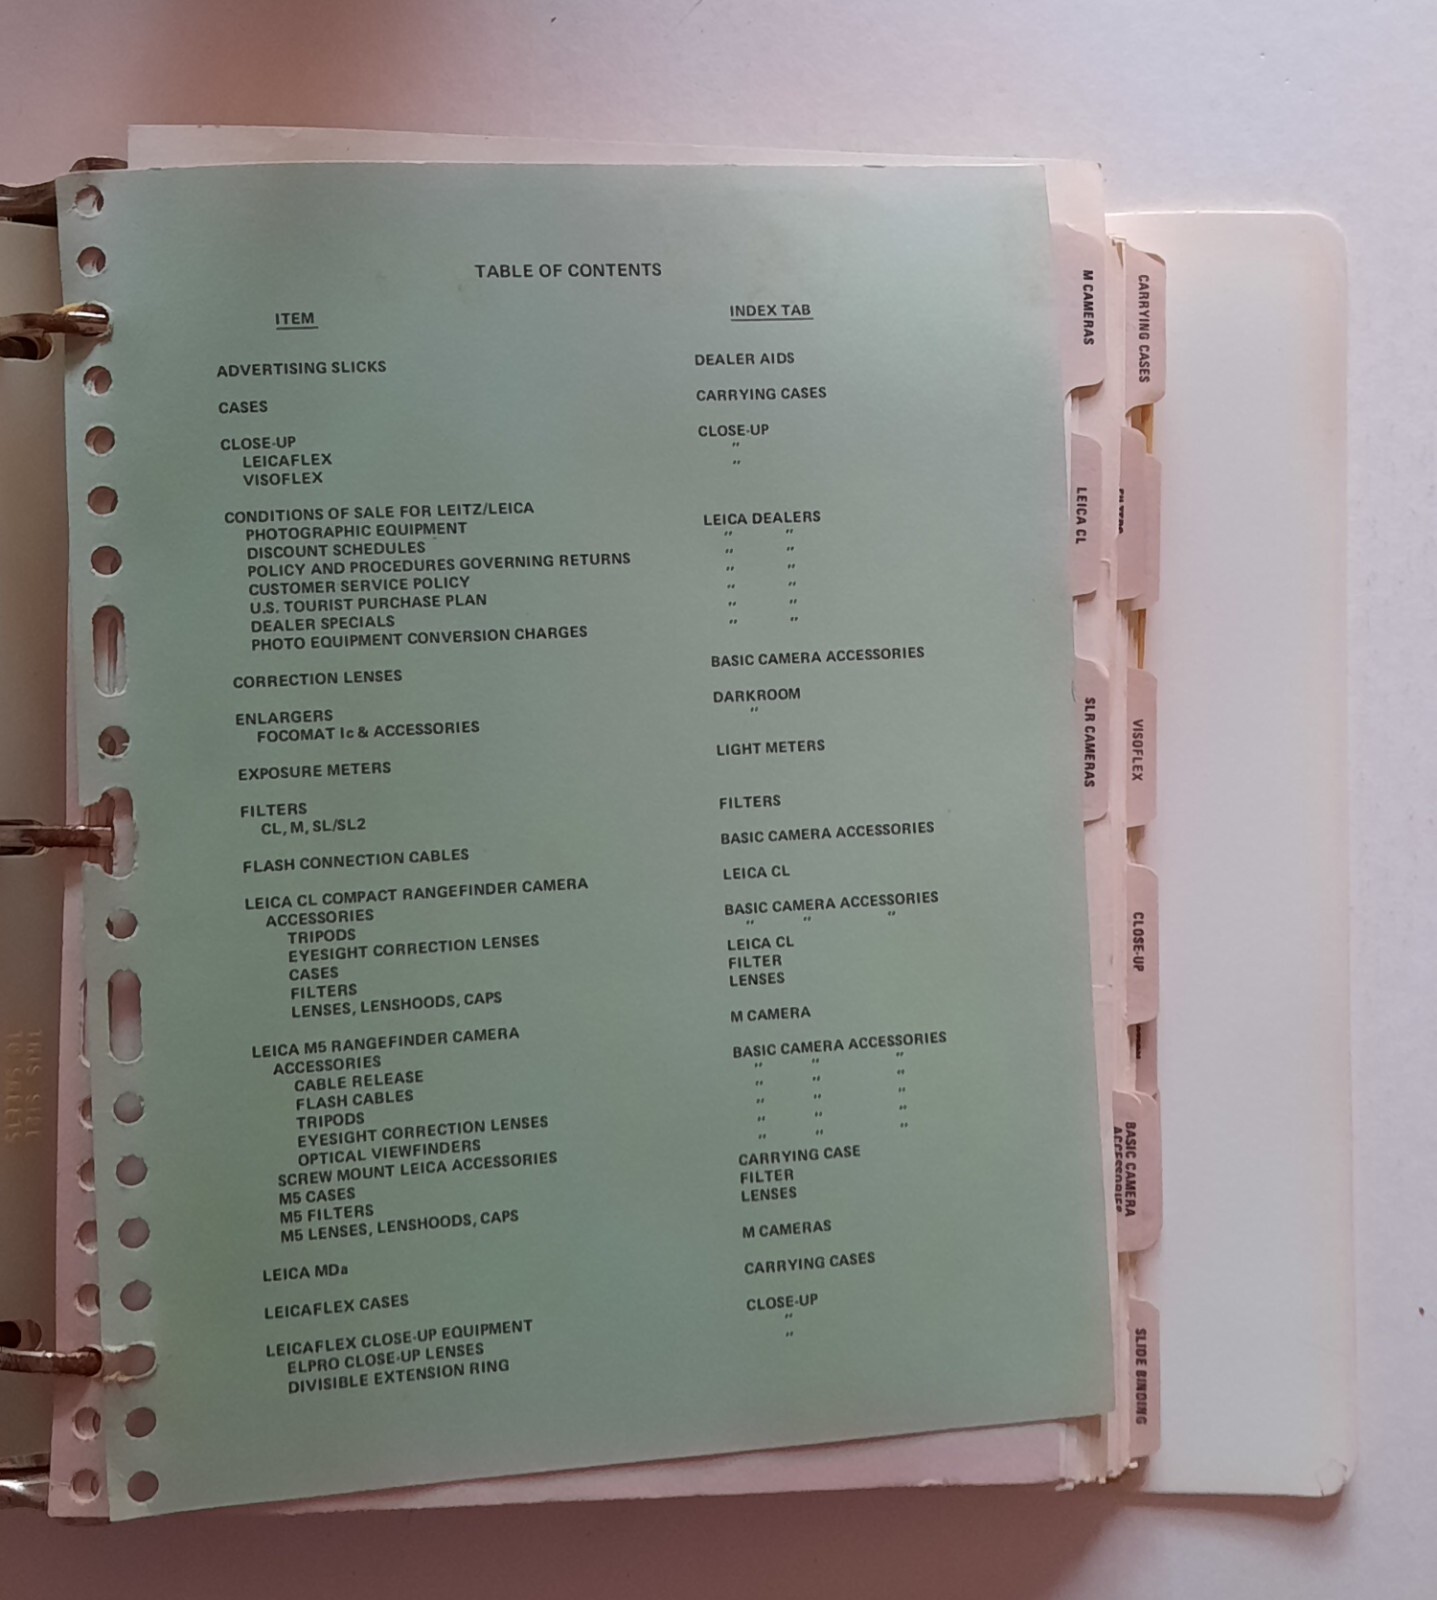 TABLE OF CONTENTS
ITEM INDEX TAB
ADVERTISING SLICKS DEALER AIDS
CASES CARRYING CASES
CLOSE-UP CLOSE-UP
LEICAFLEX "
VISOFLEX "
CONDITIONS OF SALE FOR LEITZ/LEICA
PHOTOGRAPHIC EQUIPMENT LEICA DEALERS
DISCOUNT SCHEDULES " "
POLICY AND PROCEDURES GOVERNING RETURNS " "
CUSTOMER SERVICE POLICY " "
U.S. TOURIST PURCHASE PLAN " "
DEALER SPECIALS " "
PHOTO EQUIPMENT CONVERSION CHARGES " "
CORRECTION LENSES BASIC CAMERA ACCESSORIES
ENLARGERS DARKROOM
FOCOMAT Ic & ACCESSORIES "
EXPOSURE METERS LIGHT METERS
FILTERS
CL, M, SL/SL2 FILTERS
FLASH CONNECTION CABLES BASIC CAMERA ACCESSORIES
LEICA CL COMPACT RANGEFINDER CAMERA LEICA CL
ACCESSORIES
TRIPODS BASIC CAMERA ACCESSORIES
EYESIGHT CORRECTION LENSES " " "
CASES LEICA CL
FILTERS FILTER
LENSES, LENSHOODS, CAPS LENSES
LEICA M5 RANGEFINDER CAMERA M CAMERA
ACCESSORIES
CABLE RELEASE BASIC CAMERA ACCESSORIES
FLASH CABLES " " "
TRIPODS " " "
EYESIGHT CORRECTION LENSES " " "
OPTICAL VIEWFINDERS " " "
SCREW MOUNT LEICA ACCESSORIES " " "
M5 CASES CARRYING CASE
M5 FILTERS FILTER
M5 LENSES, LENSHOODS, CAPS LENSES
LEICA MDa M CAMERAS
LEICAFLEX CASES CARRYING CASES
LEICAFLEX CLOSE-UP EQUIPMENT CLOSE-UP
ELPRO CLOSE-UP LENSES "
DIVISIBLE EXTENSION RING "
M CAMERAS
LEICA CL
SLR CAMERAS
CARRYING CASES
FILTERS
VISOFLEX
CLOSE-UP
BASIC CAMERA
ACCESSORIES
SLIDE BINDING